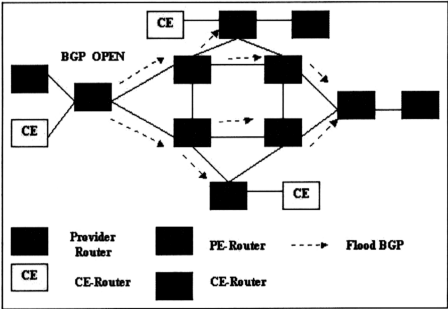 CE
BGP OPEN
CE
CE
Provider Router
PE-Router
Flood BGP
CE
CE-Router
CE-Router